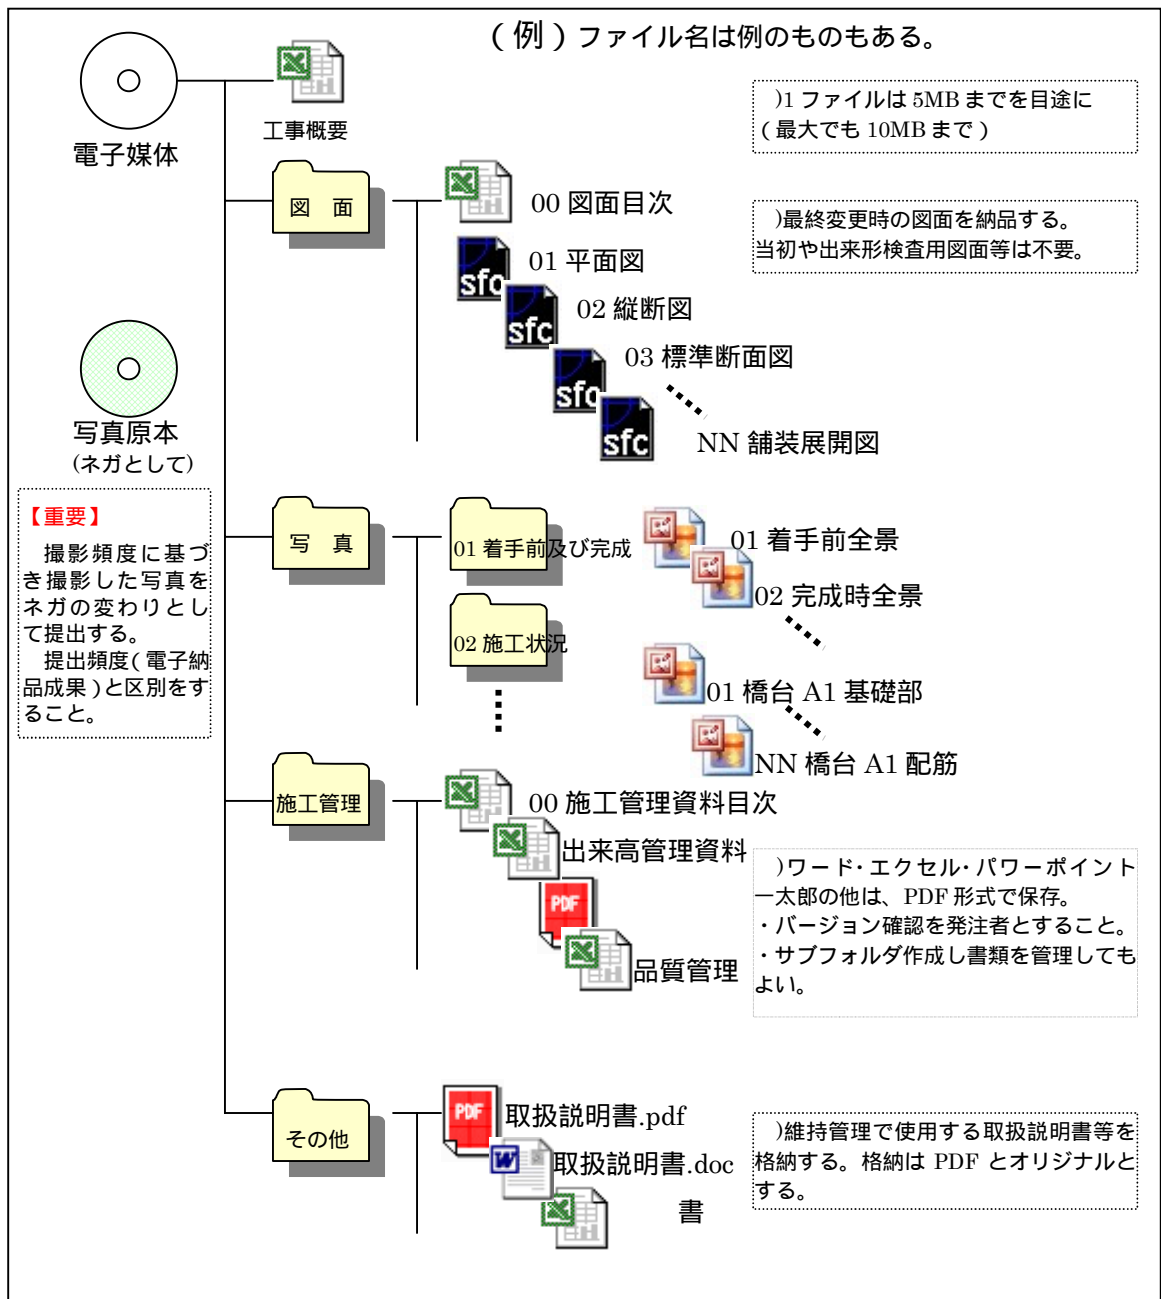 （例）ファイル名は例のものもある。
工事概要
電子媒体
)1 ファイルは 5MB までを目途に
（最大でも 10MB まで）
図　面
00 図面目次
)最終変更時の図面を納品する。
当初や出来形検査用図面等は不要。
sfc
01 平面図
sfc
02 縦断図
sfc
03 標準断面図
sfc
NN 舗装展開図
写真原本
(ネガとして)
【重要】
撮影頻度に基づ
き撮影した写真を
ネガの変わりとし
て提出する。
提出頻度（電子納
品成果）と区別をす
ること。
写　真
01 着手前及び完成
01 着手前全景
02 完成時全景
02 施工状況
01 橋台 A1 基礎部
NN 橋台 A1 配筋
施工管理
00 施工管理資料目次
出来高管理資料
PDF
品質管理
)ワード・エクセル・パワーポイント
一太郎の他は、PDF 形式で保存。
・バージョン確認を発注者とすること。
・サブフォルダ作成し書類を管理しても
よい。
その他
PDF
取扱説明書.pdf
W
取扱説明書.doc
書
)維持管理で使用する取扱説明書等を
格納する。格納は PDF とオリジナルと
する。